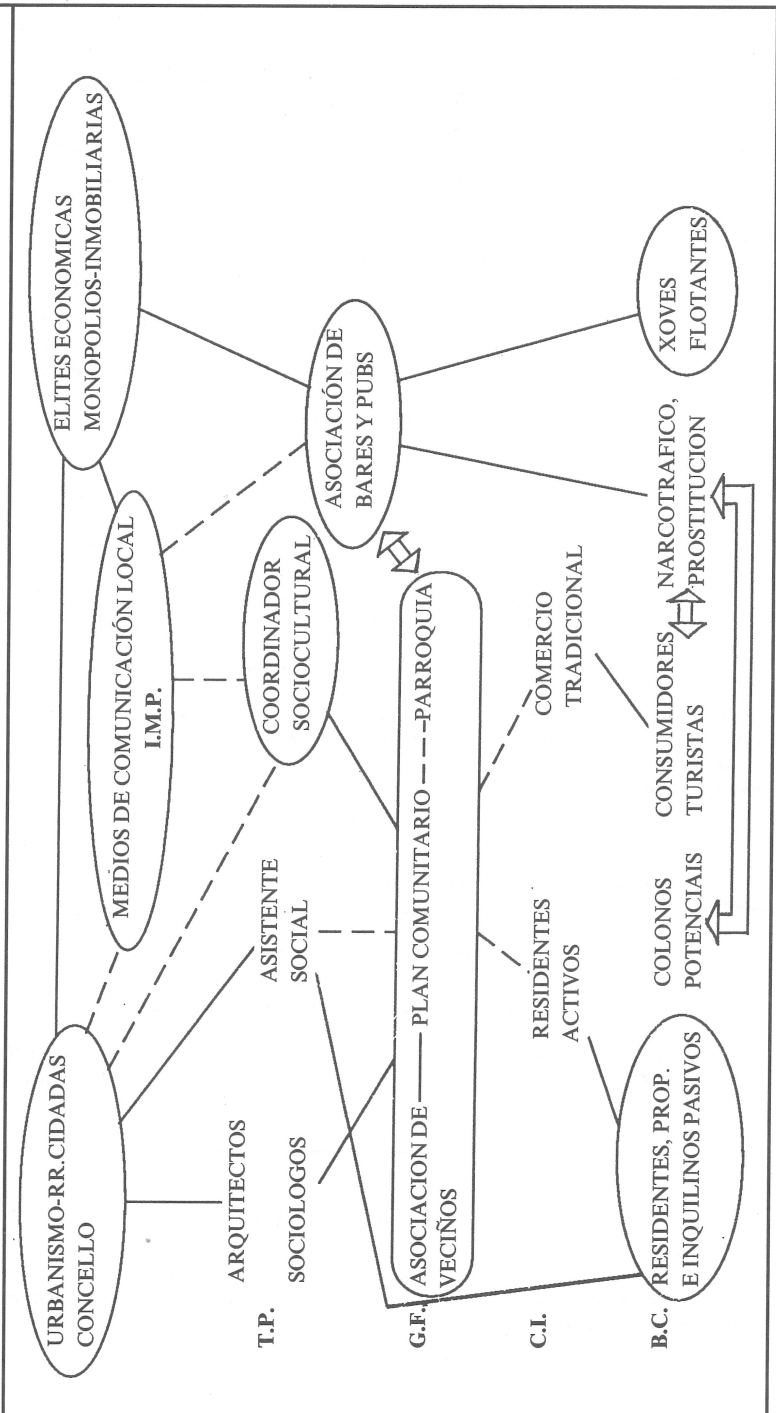 ELITES ECONOMICAS
MONOPOLIOS-INMOBILIARIAS
MEDIOS DE COMUNICACIÓN LOCAL
I.M.P.
URBANISMO-RR.CIDADAS
CONCELLO
T.P.
ARQUITECTOS
SOCIOLOGOS
ASISTENTE
SOCIAL
COORDINADOR
SOCIOCULTURAL
ASOCIACIÓN DE
BARES Y PUBS
G.F.
ASOCIACION DE
VECIÑOS
PLAN COMUNITARIO
PARROQUIA
C.I.
RESIDENTES
ACTIVOS
COMERCIO
TRADICIONAL
B.C.
RESIDENTES, PROP.
E INQUILINOS PASIVOS
COLONOS
POTENCIAIS
CONSUMIDORES
TURISTAS
NARCOTRAFICO,
PROSTITUCION
XOVES
FLOTANTES